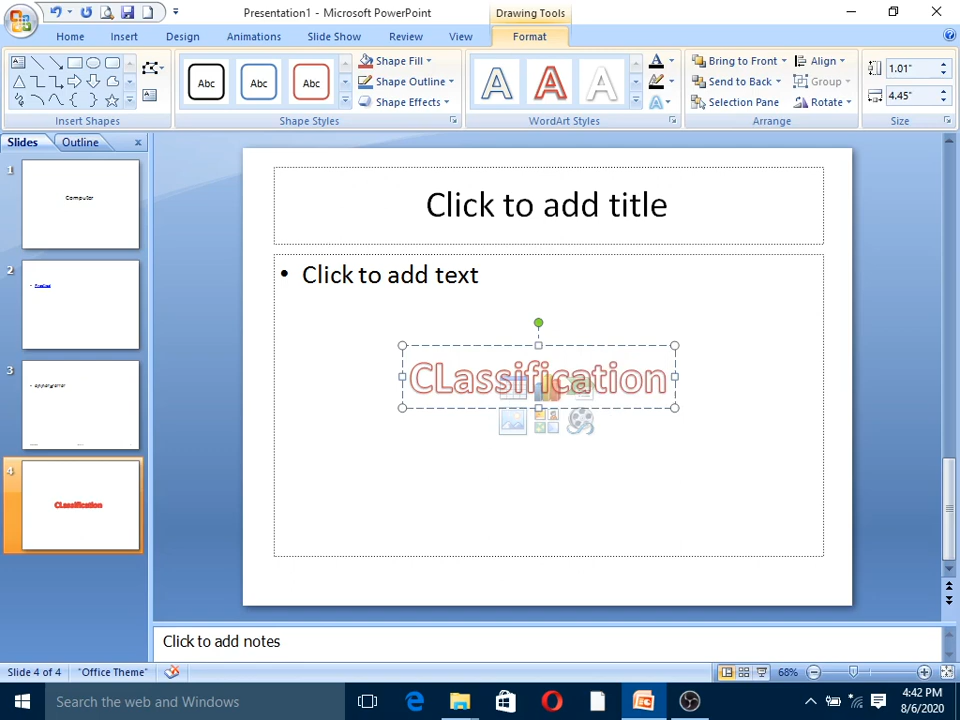 Presentation1 - Microsoft PowerPoint
Drawing Tools
Home Insert Design Animations Slide Show Review View Format
Abc Abc Abc
Shape Fill
Shape Outline
Shape Effects
A A A
Bring to Front
Send to Back
Selection Pane
Align
Group
Rotate
1.01"
4.45"
Insert Shapes Shape Styles WordArt Styles Arrange Size
Slides Outline
1
Computer
2
3
4
CLassification
Click to add title
• Click to add text
CLassification
Click to add notes
Slide 4 of 4 "Office Theme" 68%
Search the web and Windows
4:42 PM
8/6/2020